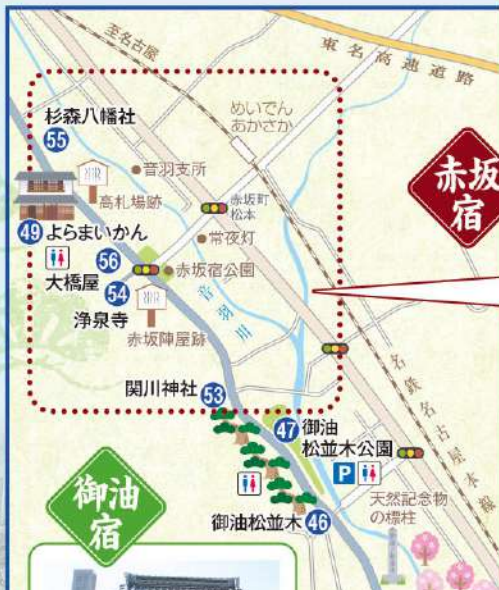 至名古屋
東名高速道路
めいでん
あかさか
杉森八幡社
55
音羽支所
高札場跡
赤坂町
松本
赤坂
宿
49 よらまいかん
常夜灯
56
大橋屋
赤坂宿公園
54
浄泉寺
赤坂陣屋跡
音羽川
関川神社
53
名鉄名古屋本線
47 御油
松並木公園
P
天然記念物
の標柱
御油松並木 46
御油
宿